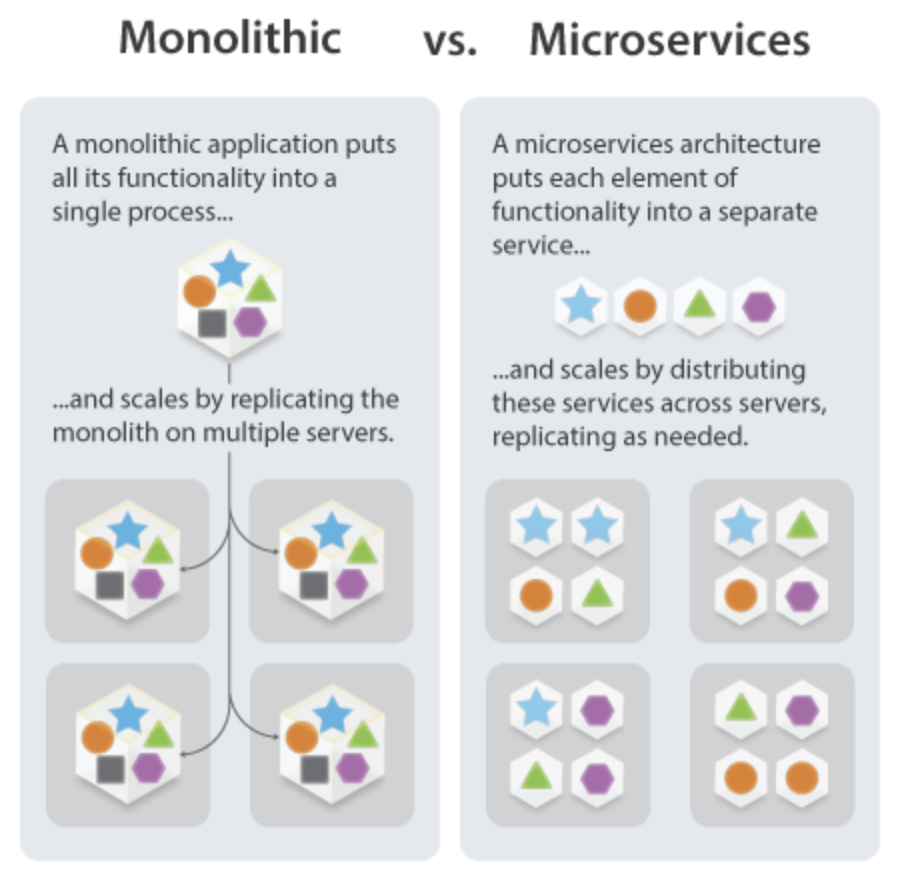 Monolithic vs. Microservices
A monolithic application puts
all its functionality into a
single process...
...and scales by replicating the
monolith on multiple servers.
A microservices architecture
puts each element of
functionality into a separate
service...
...and scales by distributing
these services across servers,
replicating as needed.